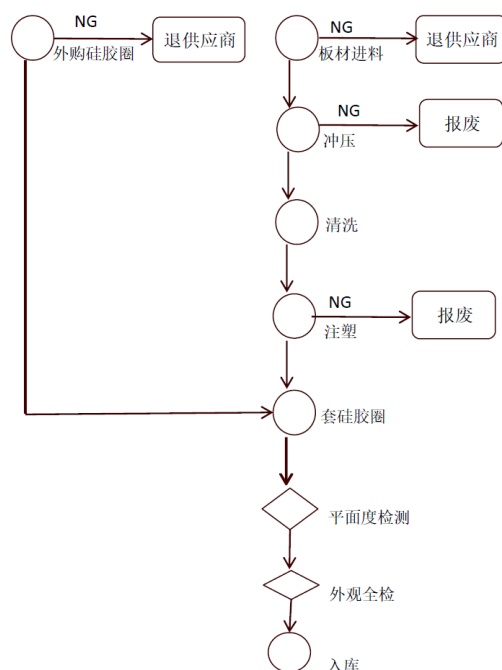 NG
外购硅胶圈
退供应商
NG
板材进料
退供应商
NG
冲压
报废
清洗
NG
注塑
报废
套硅胶圈
平面度检测
外观全检
入库